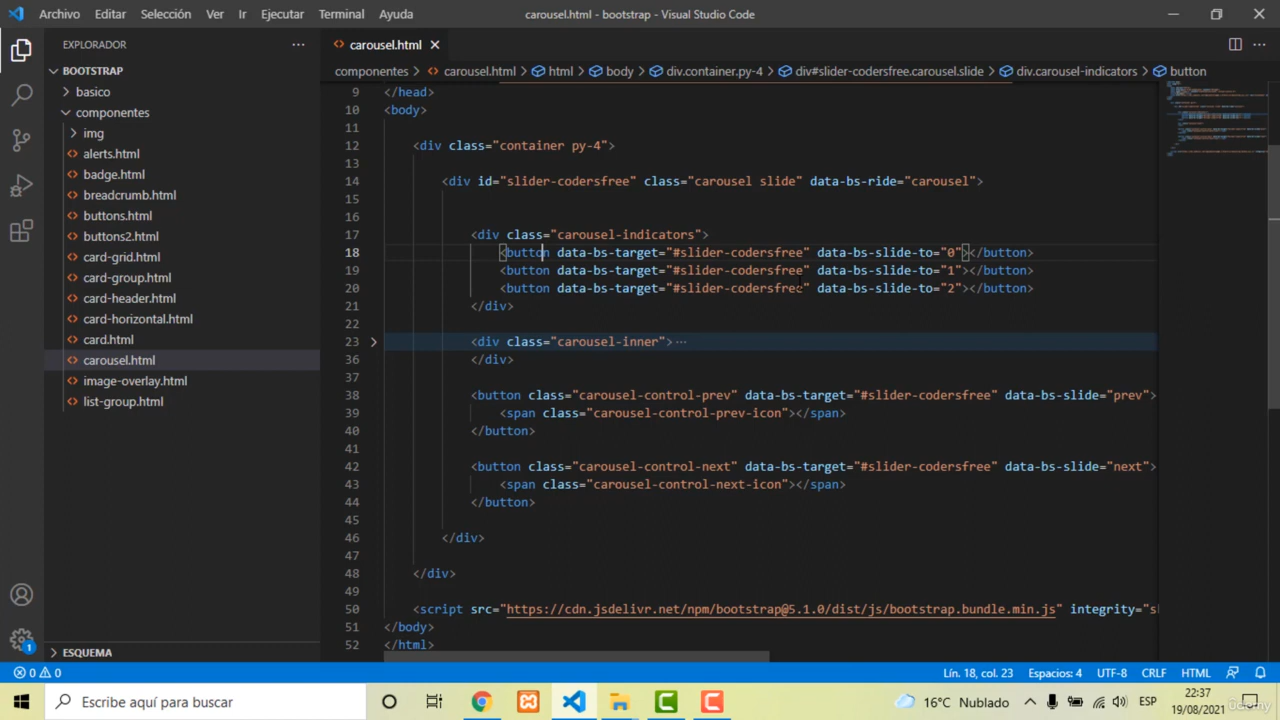 Archivo Editar Selección Ver Ir Ejecutar Terminal Ayuda carousel.html - bootstrap - Visual Studio Code
EXPLORADOR
carousel.html
BOOTSTRAP
basico
componentes
img
alerts.html
badge.html
breadcrumb.html
buttons.html
buttons2.html
card-grid.html
card-group.html
card-header.html
card-horizontal.html
card.html
carousel.html
image-overlay.html
list-group.html
ESQUEMA
componentes > carousel.html > html > body > div.container.py-4 > div#slider-codersfree.carousel.slide > div.carousel-indicators > button
9 </head>
10 <body>
11
12 <div class="container py-4">
13
14 <div id="slider-codersfree" class="carousel slide" data-bs-ride="carousel">
15
16
17 <div class="carousel-indicators">
18 <button data-bs-target="#slider-codersfree" data-bs-slide-to="0"></button>
19 <button data-bs-target="#slider-codersfree" data-bs-slide-to="1"></button>
20 <button data-bs-target="#slider-codersfree" data-bs-slide-to="2"></button>
21 </div>
22
23 <div class="carousel-inner">···
36 </div>
37
38 <button class="carousel-control-prev" data-bs-target="#slider-codersfree" data-bs-slide="prev">
39 <span class="carousel-control-prev-icon"></span>
40 </button>
41
42 <button class="carousel-control-next" data-bs-target="#slider-codersfree" data-bs-slide="next">
43 <span class="carousel-control-next-icon"></span>
44 </button>
45
46 </div>
47
48 </div>
49
50 <script src="https://cdn.jsdelivr.net/npm/bootstrap@5.1.0/dist/js/bootstrap.bundle.min.js" integrity="s
51 </body>
52 </html>
1
0 0 Lín. 18, col. 23 Espacios: 4 UTF-8 CRLF HTML
Escribe aquí para buscar 16°C Nublado ESP 22:37
19/08/2021
ûdemy